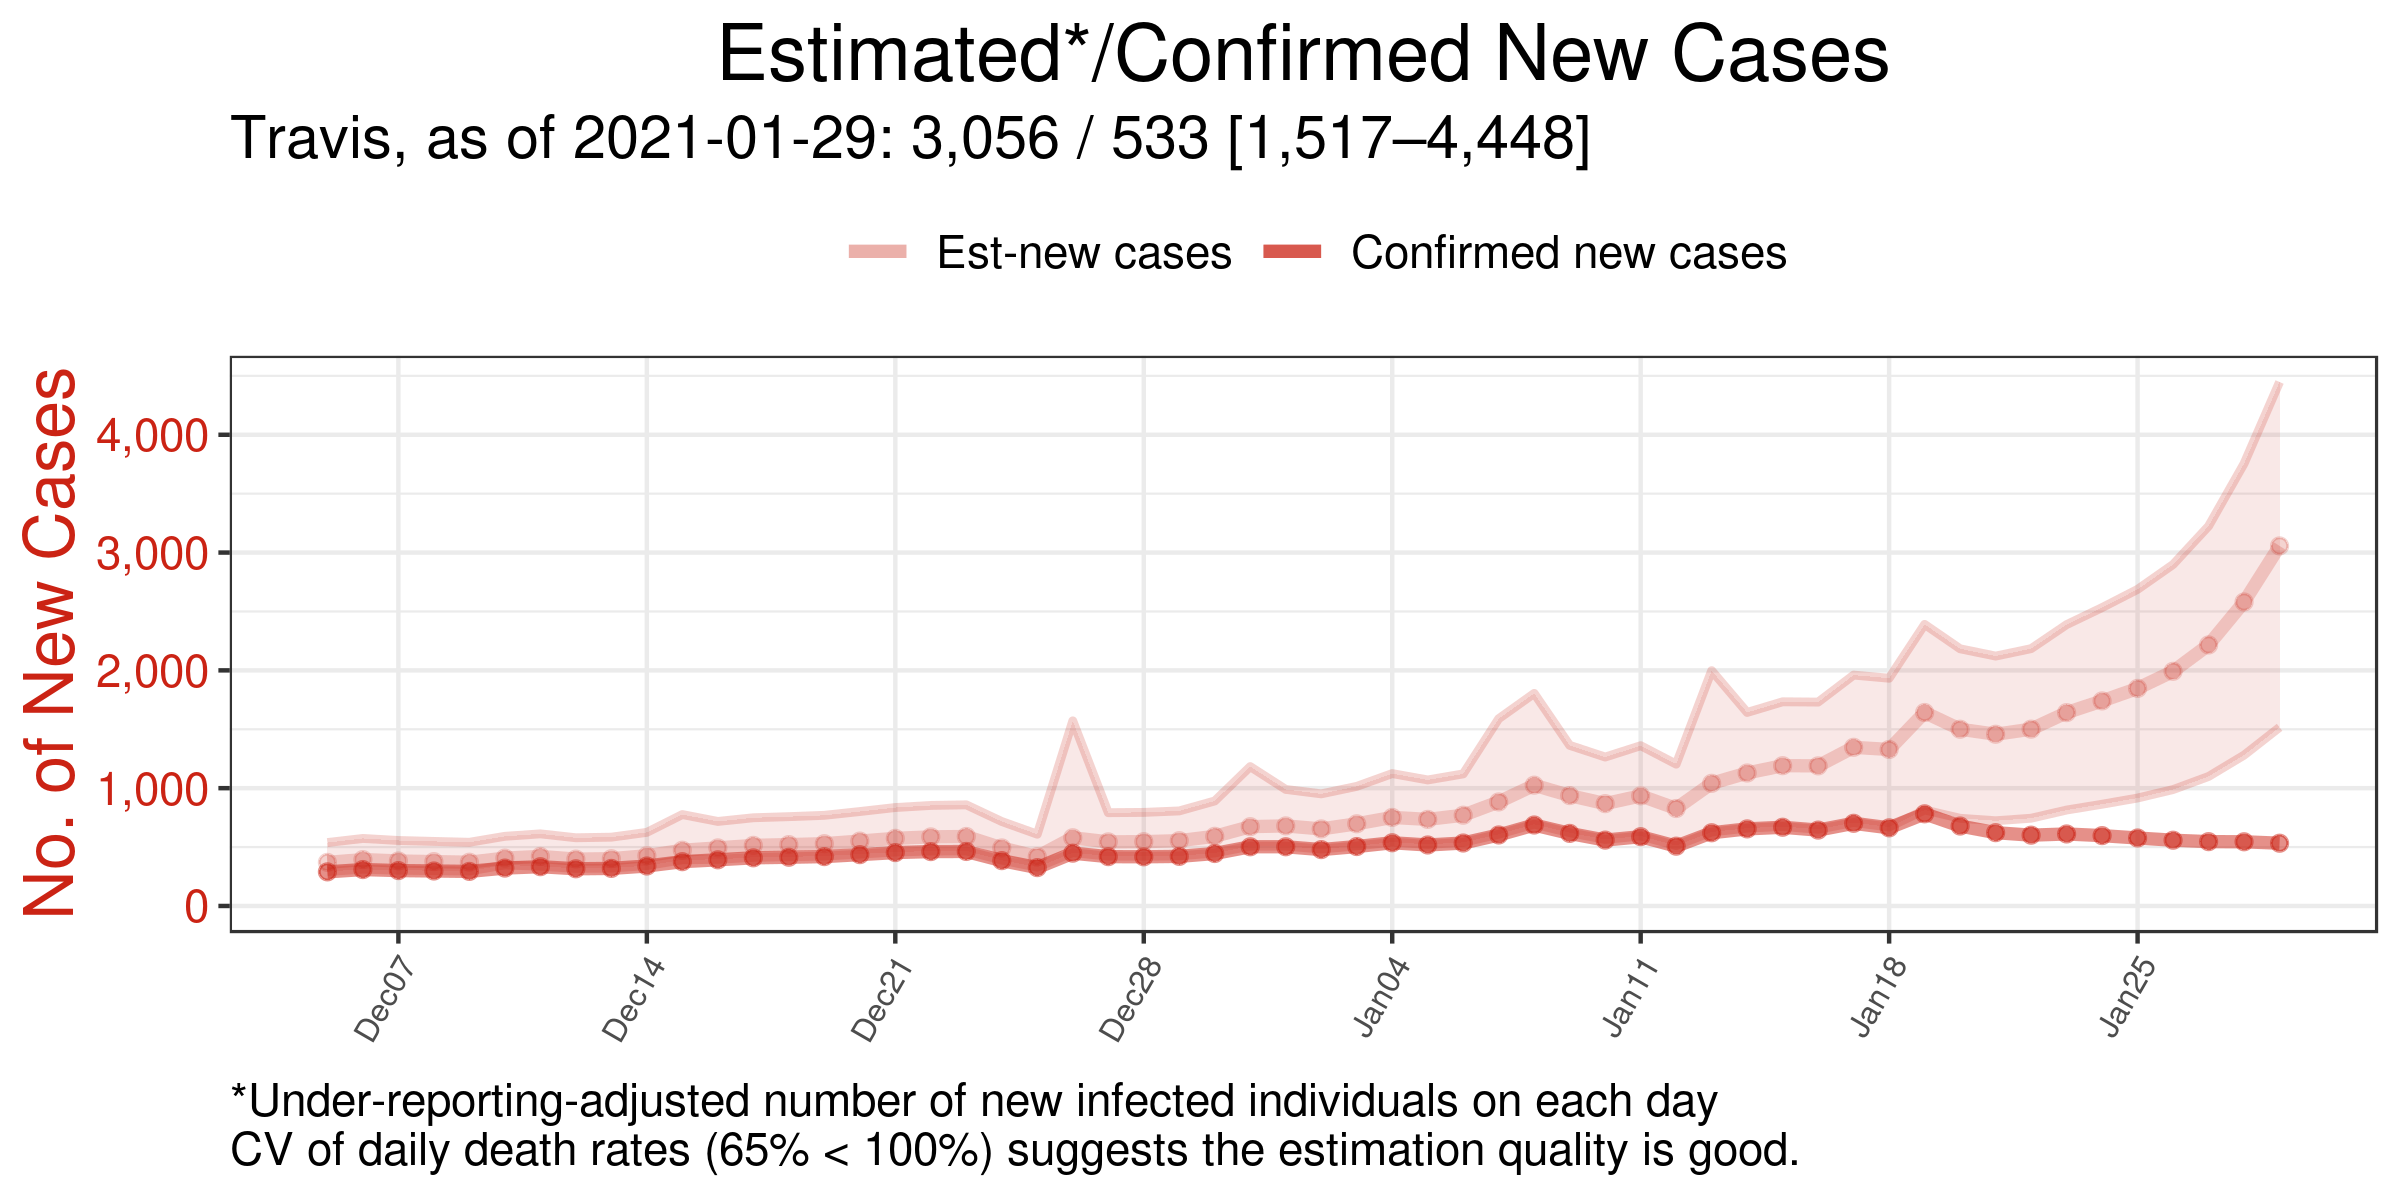 Estimated*/Confirmed New Cases
Travis, as of 2021-01-29: 3,056 / 533 [1,517–4,448]
Est-new cases
Confirmed new cases
No. of New Cases
4,000
3,000
2,000
1,000
0
Dec07
Dec14
Dec21
Dec28
Jan04
Jan11
Jan18
Jan25
*Under-reporting-adjusted number of new infected individuals on each day
CV of daily death rates (65% < 100%) suggests the estimation quality is good.